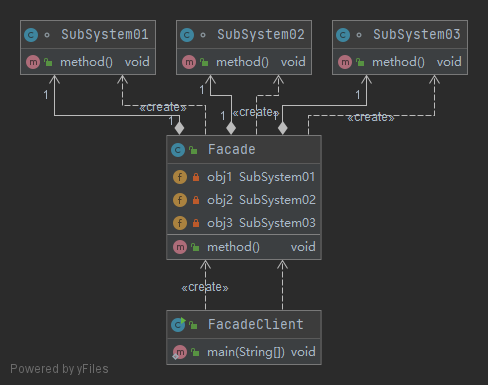 SubSystem01
method() void
SubSystem02
method() void
SubSystem03
method() void
1
1
1
«create»
«create»
«create»
1
1
1
Facade
obj1 SubSystem01
obj2 SubSystem02
obj3 SubSystem03
method() void
«create»
FacadeClient
main(String[]) void
Powered by yFiles